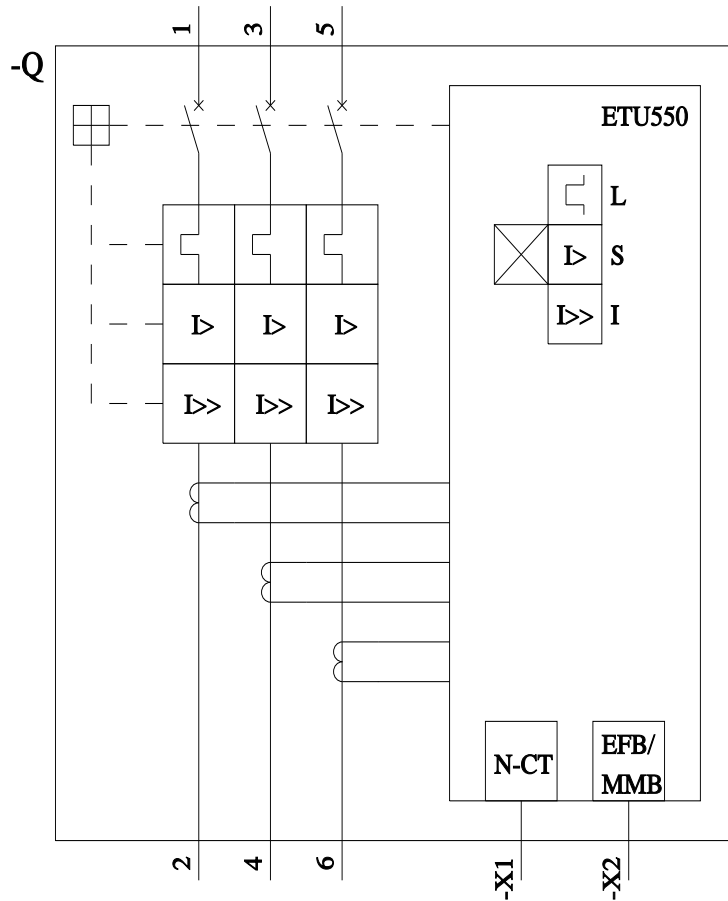 1 3 5
-Q
ETU550
L
I> S
I>> I
I> I> I>
I>> I>> I>>
N-CT
EFB/
MMB
2 4 6
-X1 -X2